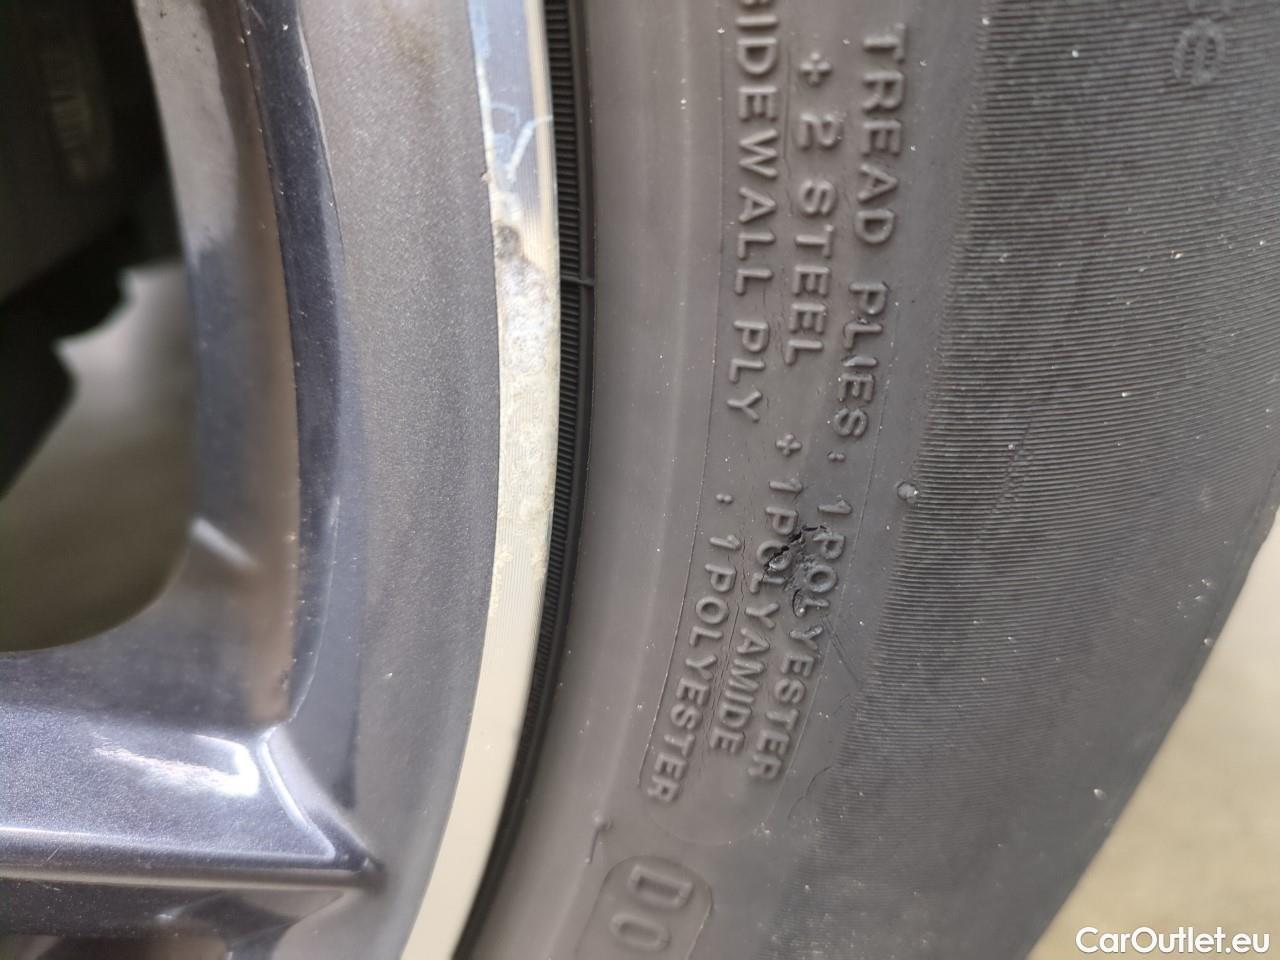 TREAD PLIES: 1 POLYESTER
+ 2 STEEL + 1 POLYAMIDE
SIDEWALL PLY : 1 POLYESTER
DO
CarOutlet.eu